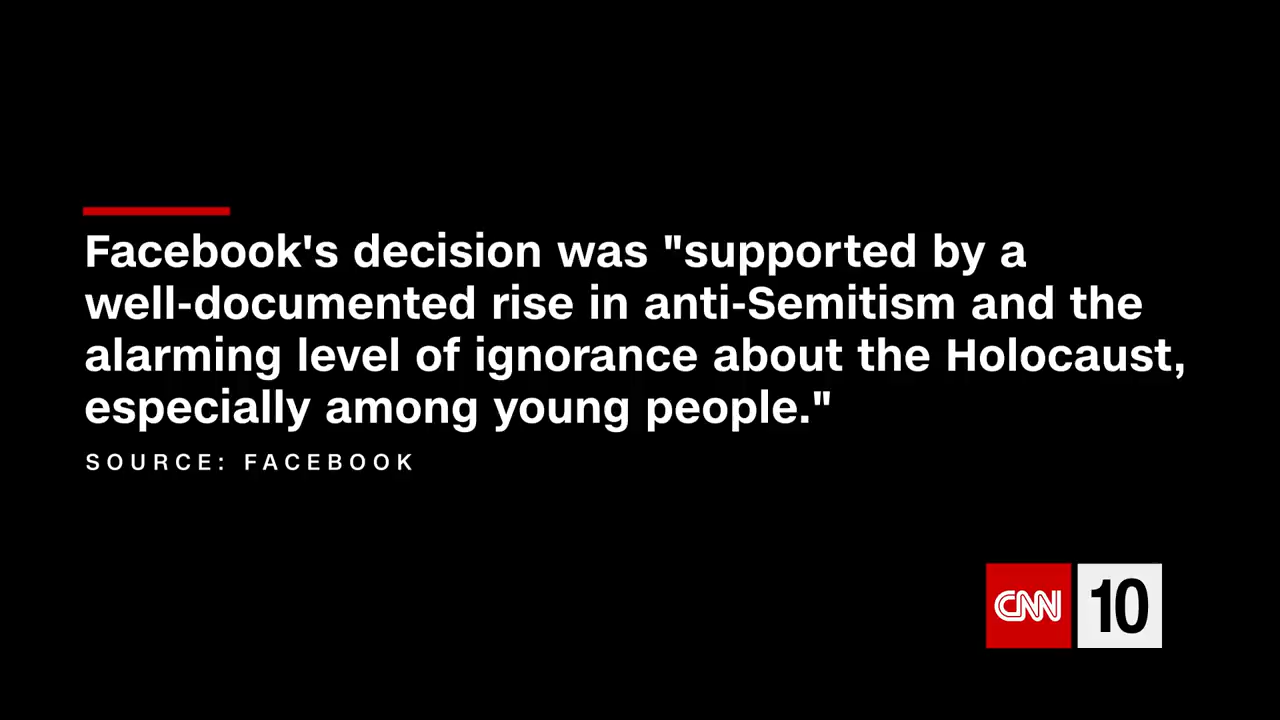 Facebook's decision was "supported by a
well-documented rise in anti-Semitism and the
alarming level of ignorance about the Holocaust,
especially among young people."
SOURCE: FACEBOOK
CNN 10